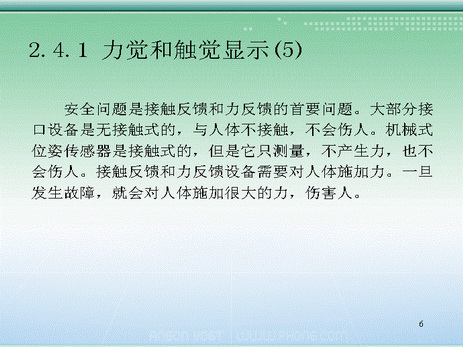 2.4.1 力觉和触觉显示(5)
安全问题是接触反馈和力反馈的首要问题。大部分接
口设备是无接触式的，与人体不接触，不会伤人。机械式
位姿传感器是接触式的，但是它只测量，不产生力，也不
会伤人。接触反馈和力反馈设备需要对人体施加力。一旦
发生故障，就会对人体施加很大的力，伤害人。
6